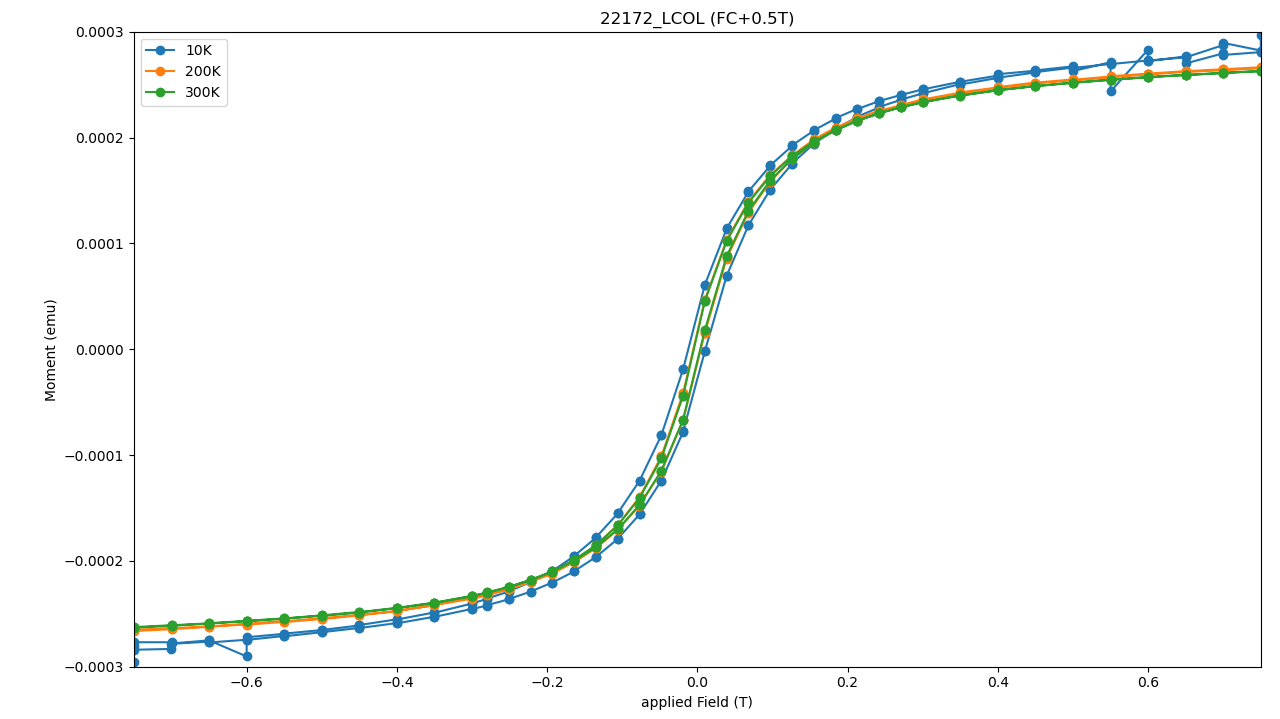 22172_LCOL (FC+0.5T)
10K
200K
300K
0.0003
0.0002
0.0001
0.0000
−0.0001
−0.0002
−0.0003
Moment (emu)
−0.6
−0.4
−0.2
0.0
0.2
0.4
0.6
applied Field (T)